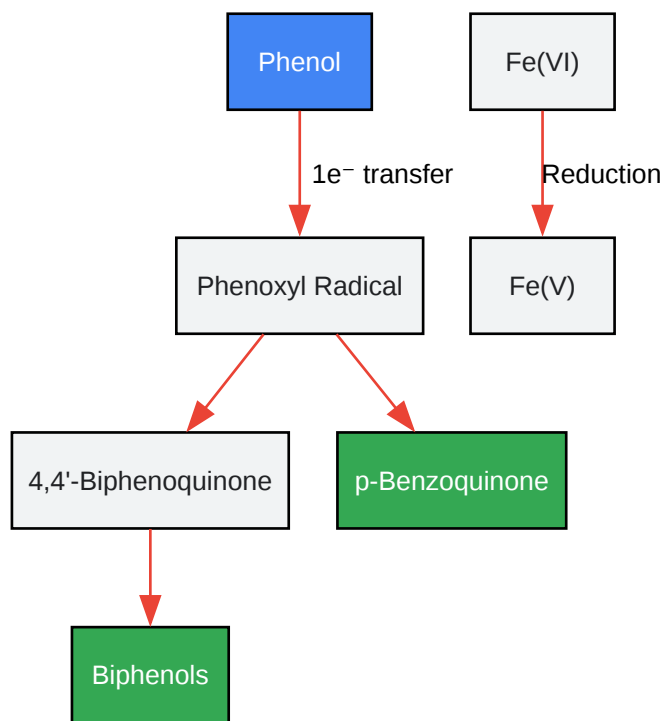 Phenol
Fe(VI)
1e⁻ transfer
Reduction
Phenoxyl Radical
Fe(V)
4,4'-Biphenoquinone
p-Benzoquinone
Biphenols